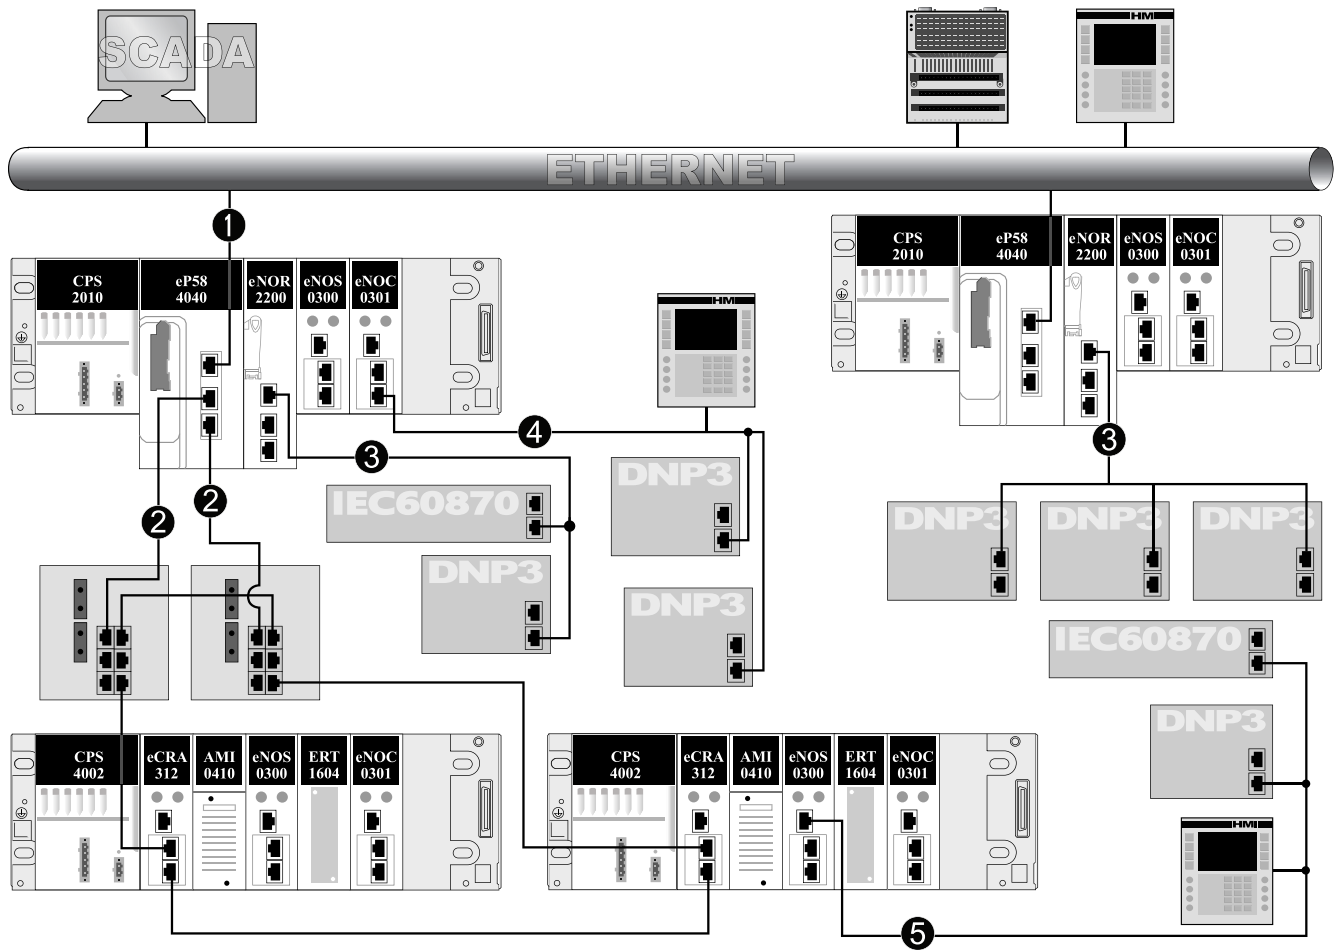 SCADA
HMI
ETHERNET
1
CPS
2010
eP58
4040
eNOR
2200
eNOS
0300
eNOC
0301
CPS
2010
eP58
4040
eNOR
2200
eNOS
0300
eNOC
0301
HMI
4
3
3
2
2
IEC60870
DNP3
DNP3
DNP3
DNP3
DNP3
DNP3
IEC60870
DNP3
CPS
4002
eCRA
312
AMI
0410
eNOS
0300
ERT
1604
eNOC
0301
CPS
4002
eCRA
312
AMI
0410
eNOS
0300
ERT
1604
eNOC
0301
HMI
5